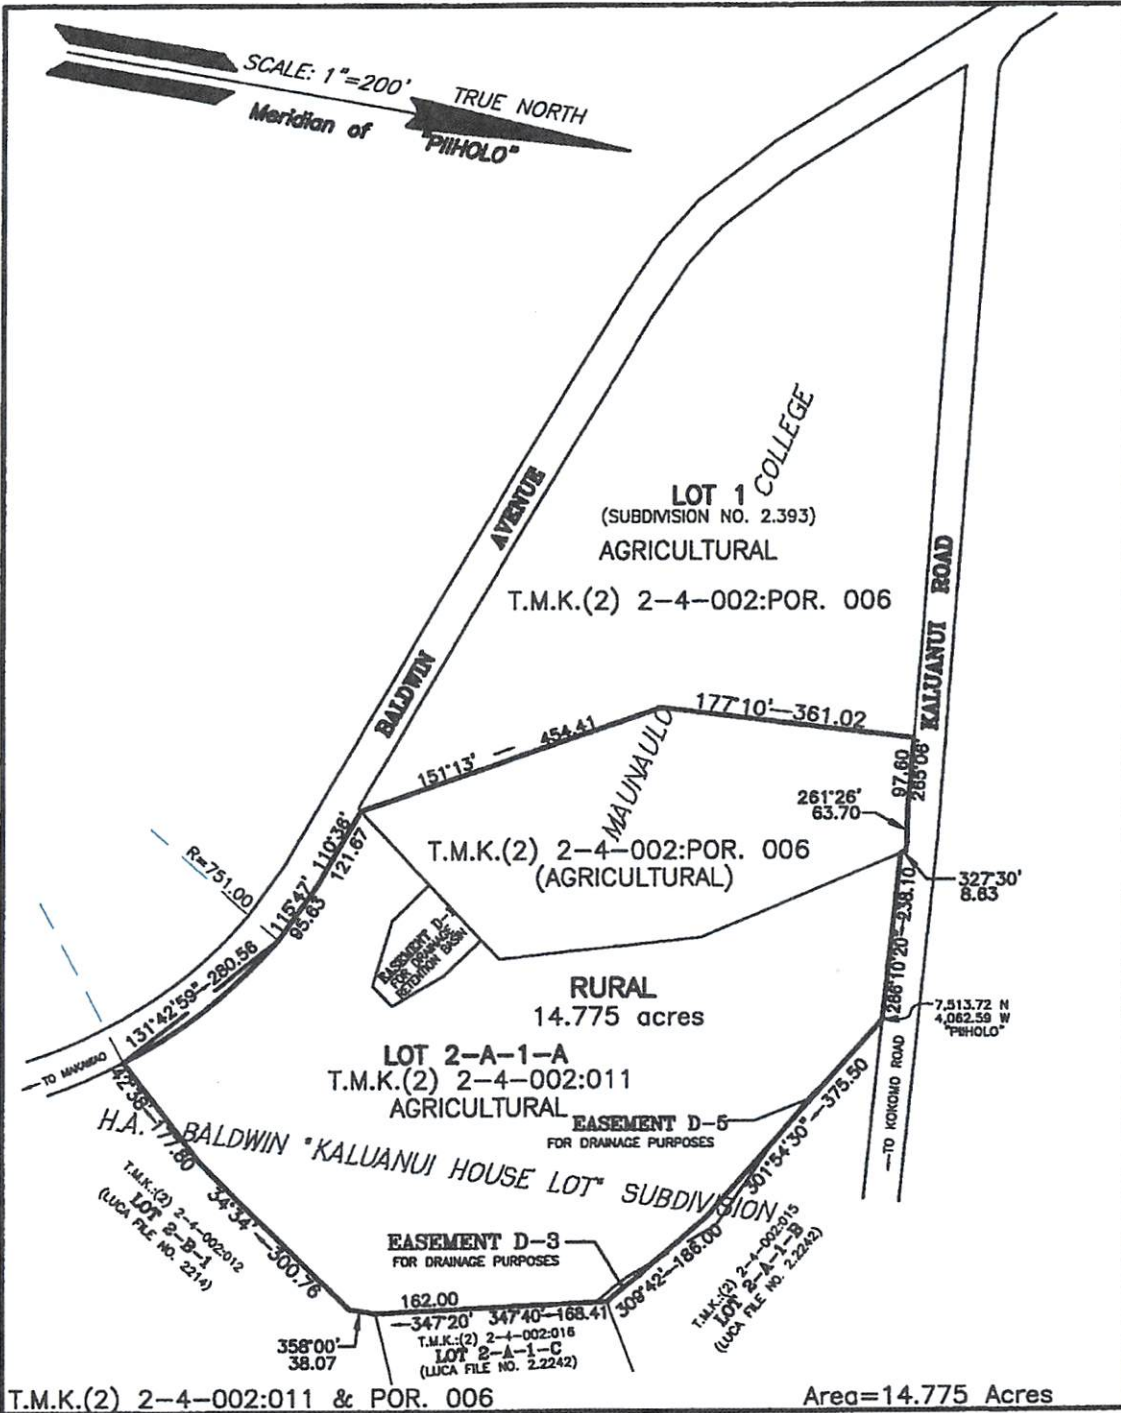 SCALE: 1"=200'
TRUE NORTH
Meridian of "PIIHOLO"
LOT 1
(SUBDIVISION NO. 2.393)
AGRICULTURAL
T.M.K.(2) 2-4-002:POR. 006
MAUNAULO COLLEGE
BALDWIN AVENUE
KALUANUI ROAD
177°10'-361.02
151°13' - 454.41
97.60
265°06'
261°26'
63.70
327°30'
8.83
286°10'20"-238.10
7,513.72 N
4,062.59 W
"PIIHOLO"
T.M.K.(2) 2-4-002:POR. 006
(AGRICULTURAL)
110°36'
121.67
115°47'
95.63
R=751.00
131°42'59"-280.56
TO MAKAWAO
EASEMENT
FOR DRAINAGE
RETENTION BASIN
RURAL
14.775 acres
LOT 2-A-1-A
T.M.K.(2) 2-4-002:011
AGRICULTURAL
EASEMENT D-5
FOR DRAINAGE PURPOSES
TO KOKOMO ROAD
301°54'30"-375.50
42°38'-177.80
H.A. BALDWIN "KALUANUI HOUSE LOT" SUBDIVISION
T.M.K.:(2) 2-4-002:012
LOT 2-B-1
(LUCA FILE NO. 2214)
34°34'-300.76
EASEMENT D-3
FOR DRAINAGE PURPOSES
309°42'-186.00
T.M.K.:(2) 2-4-002:015
LOT 2-A-1-B
(LUCA FILE NO. 2.2242)
162.00
347°20'
347°40'-168.41
358°00'
38.07
T.M.K.:(2) 2-4-002:016
LOT 2-A-1-C
(LUCA FILE NO. 2.2242)
T.M.K.(2) 2-4-002:011 & POR. 006
Area=14.775 Acres